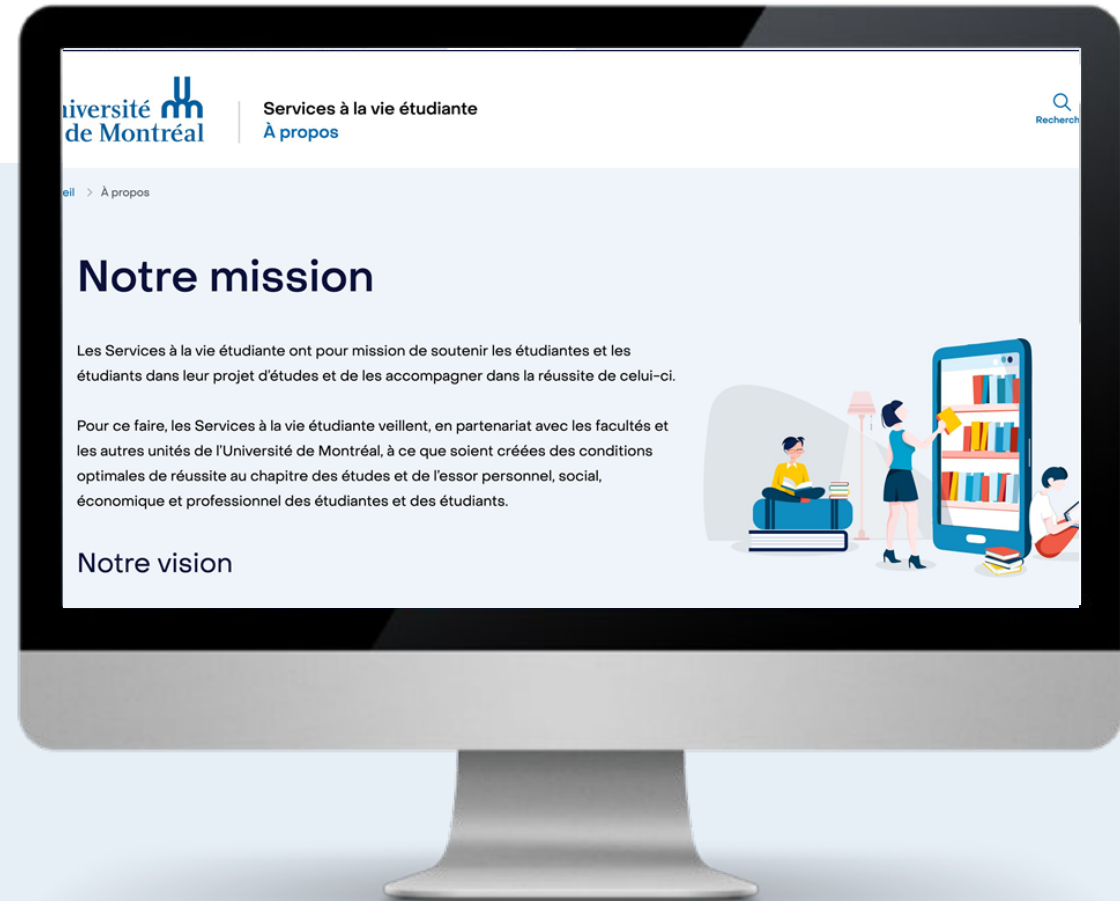 de Montréal
Services à la vie étudiante
À propos
> À propos
Notre mission
Les Services à la vie étudiante ont pour mission de soutenir les étudiantes et les
étudiants dans leur projet d'études et de les accompagner dans la réussite de celui-ci.
Pour ce faire, les Services à la vie étudiante veillent, en partenariat avec les facultés et
les autres unités de l'Université de Montréal, à ce que soient créées des conditions
optimales de réussite au chapitre des études et de l'essor personnel, social,
économique et professionnel des étudiantes et des étudiants.
Notre vision